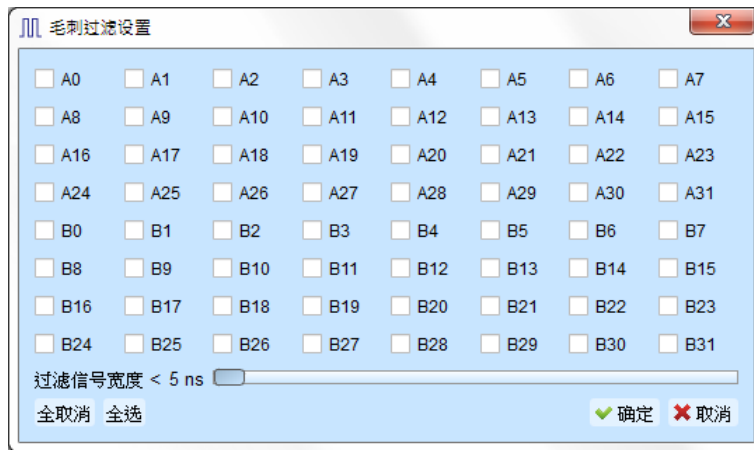 毛刺过滤设置
A0 A1 A2 A3 A4 A5 A6 A7
A8 A9 A10 A11 A12 A13 A14 A15
A16 A17 A18 A19 A20 A21 A22 A23
A24 A25 A26 A27 A28 A29 A30 A31
B0 B1 B2 B3 B4 B5 B6 B7
B8 B9 B10 B11 B12 B13 B14 B15
B16 B17 B18 B19 B20 B21 B22 B23
B24 B25 B26 B27 B28 B29 B30 B31
过滤信号宽度 < 5 ns
全取消 全选 确定 取消